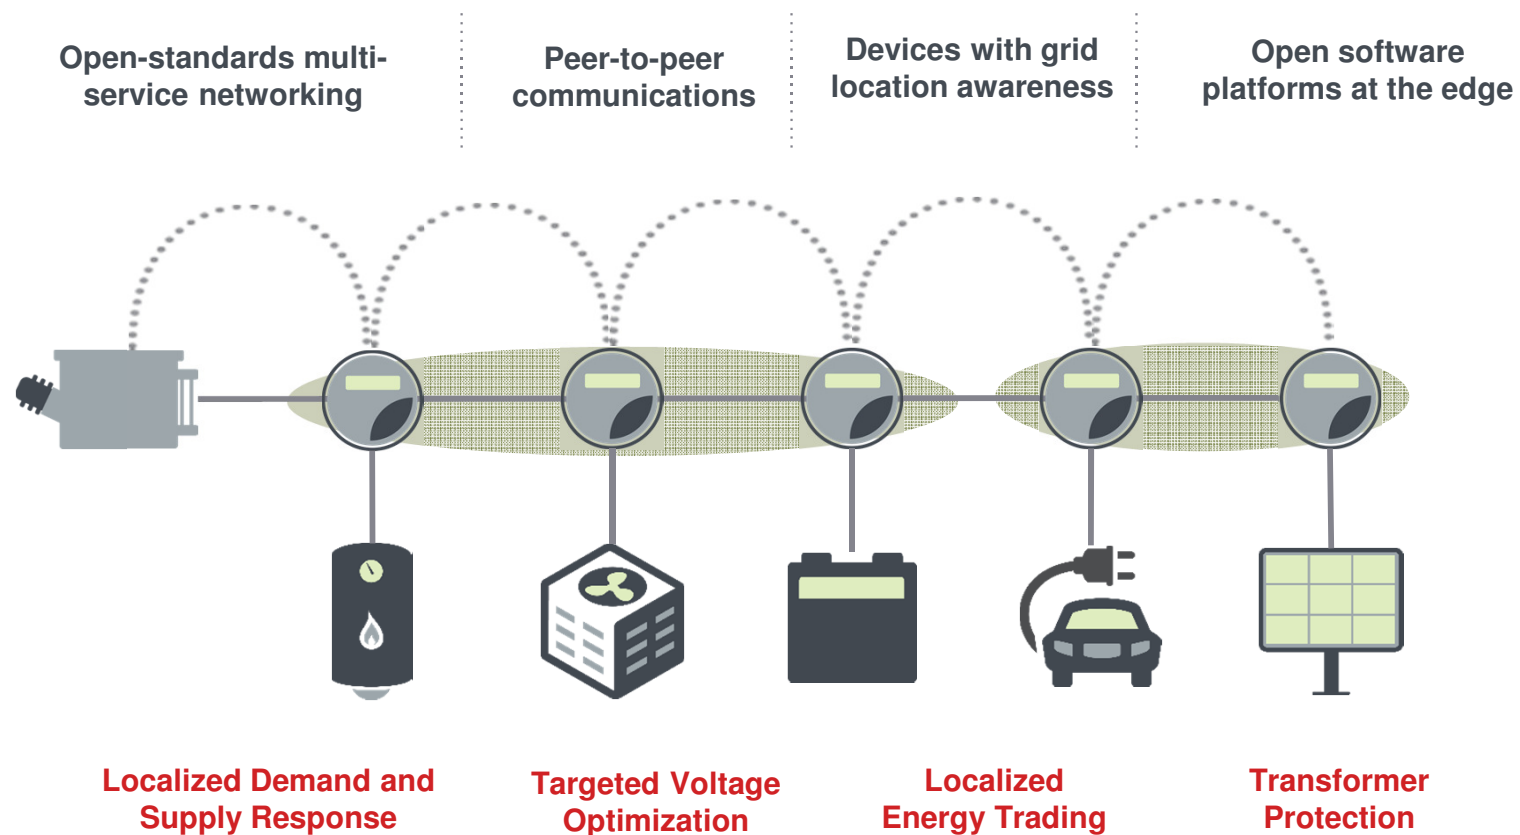 Open-standards multi-
service networking
Peer-to-peer
communications
Devices with grid
location awareness
Open software
platforms at the edge
Localized Demand and
Supply Response
Targeted Voltage
Optimization
Localized
Energy Trading
Transformer
Protection